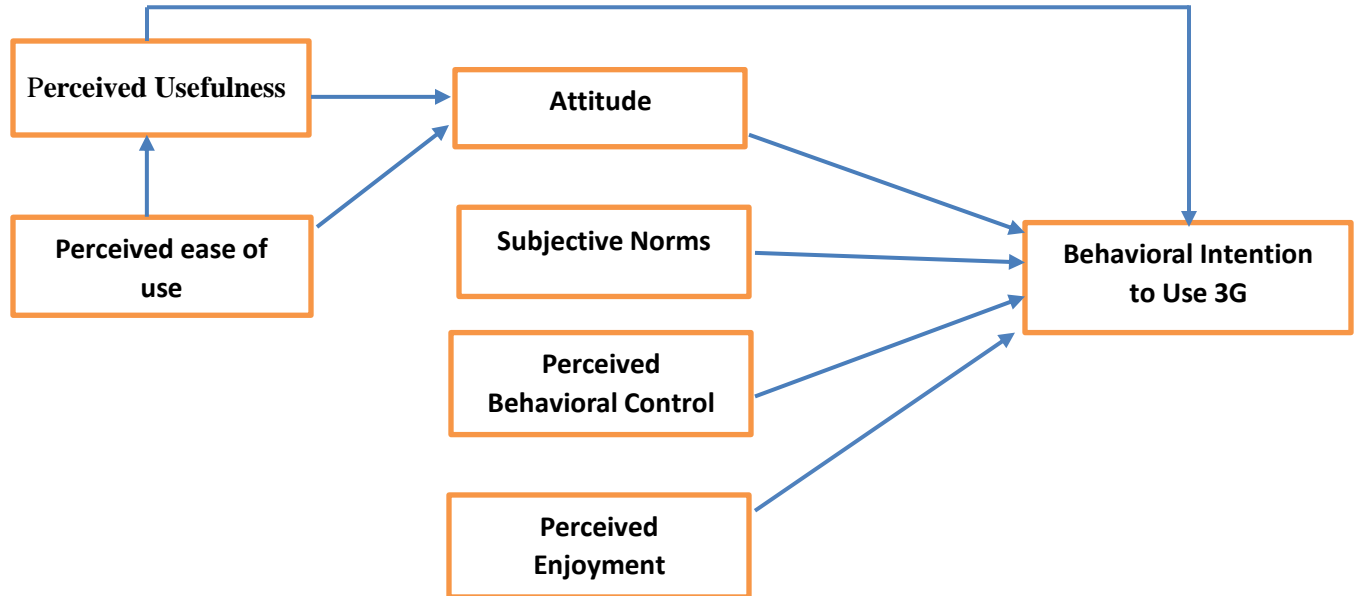 Perceived Usefulness
Attitude
Perceived ease of
use
Subjective Norms
Behavioral Intention
to Use 3G
Perceived
Behavioral Control
Perceived
Enjoyment